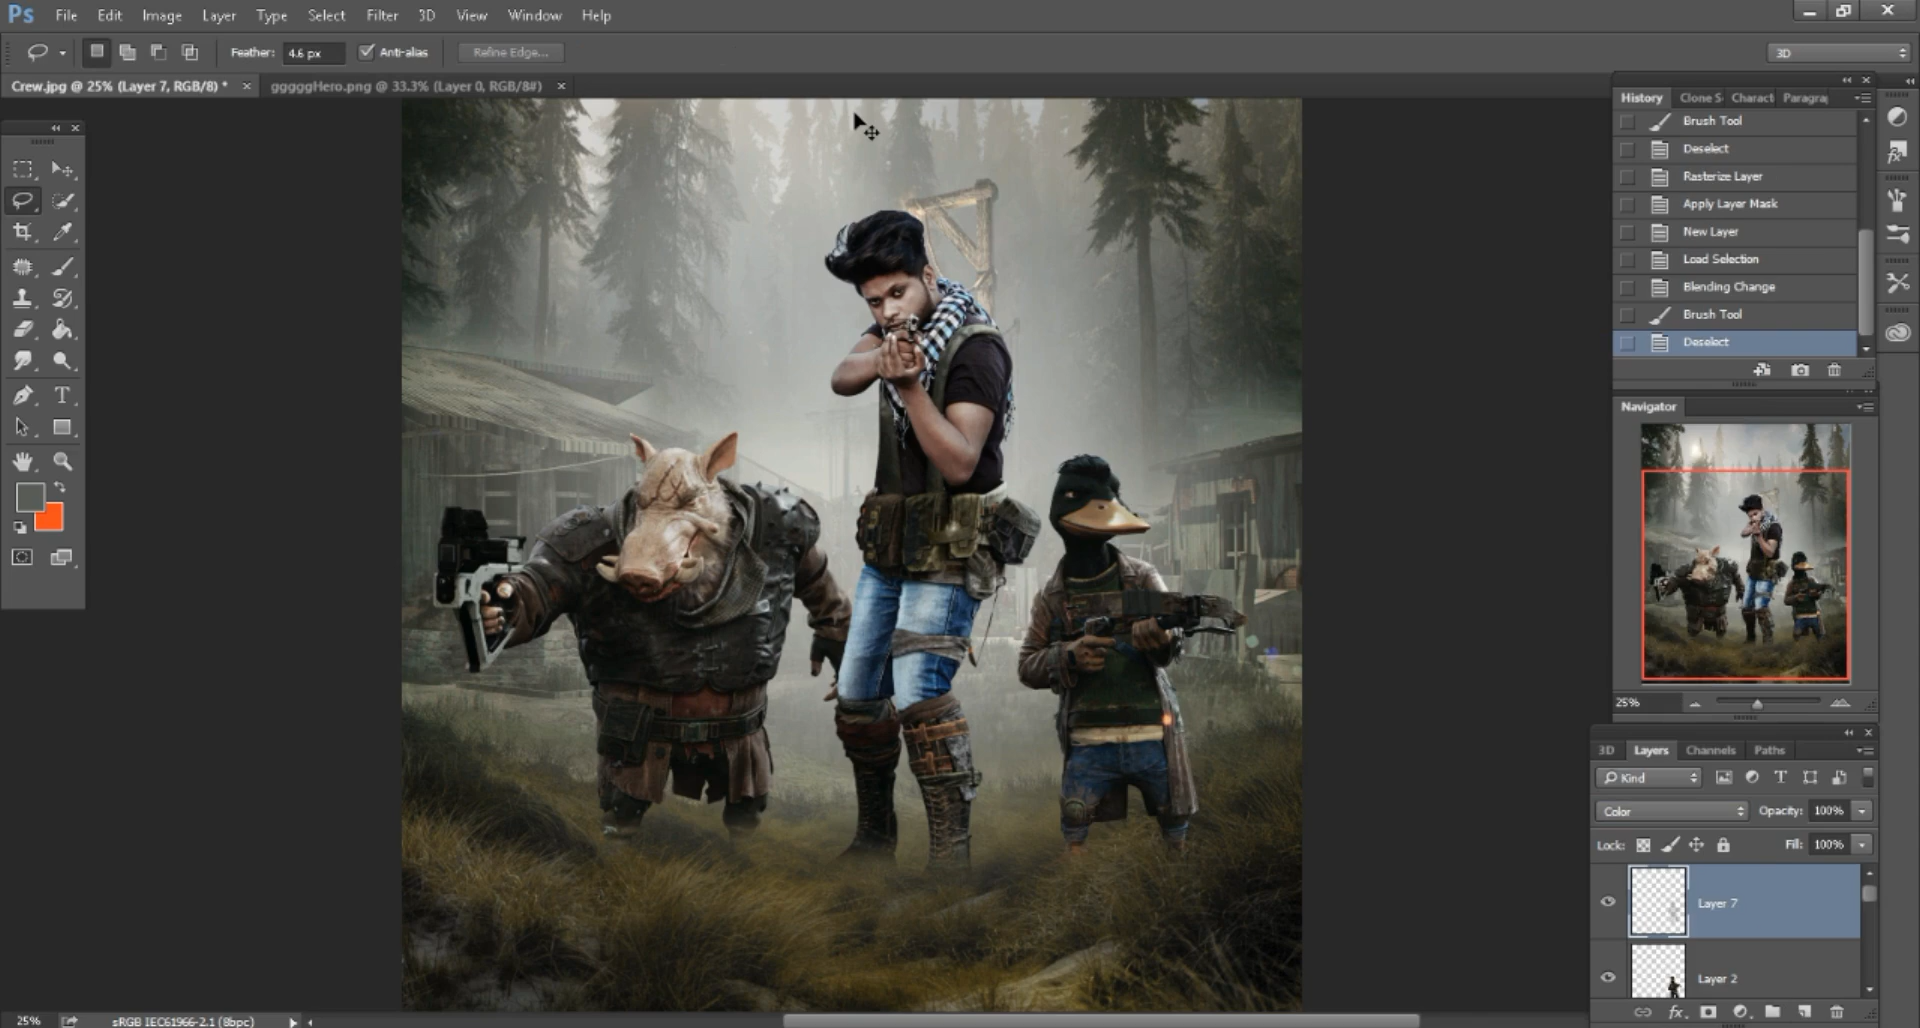 Ps File Edit Image Layer Type Select Filter 3D View Window Help
Feather: 4.6 px Anti-alias Refine Edge... 3D
Crew.jpg @ 25% (Layer 7, RGB/8) * × gggggHero.png @ 33.3% (Layer 0, RGB/8#) ×
History Clone S Charact Paragra
Brush Tool
Deselect
Rasterize Layer
Apply Layer Mask
New Layer
Load Selection
Blending Change
Brush Tool
Deselect
Navigator
25%
3D Layers Channels Paths
Kind
Color Opacity: 100%
Lock: Fill: 100%
Layer 7
Layer 2
25% sRGB IEC61966-2.1 (8bpc)